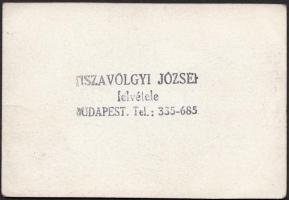 TISZAVÖLGYI JÓZSEF
felvétele
BUDAPEST. Tel.: 335-685